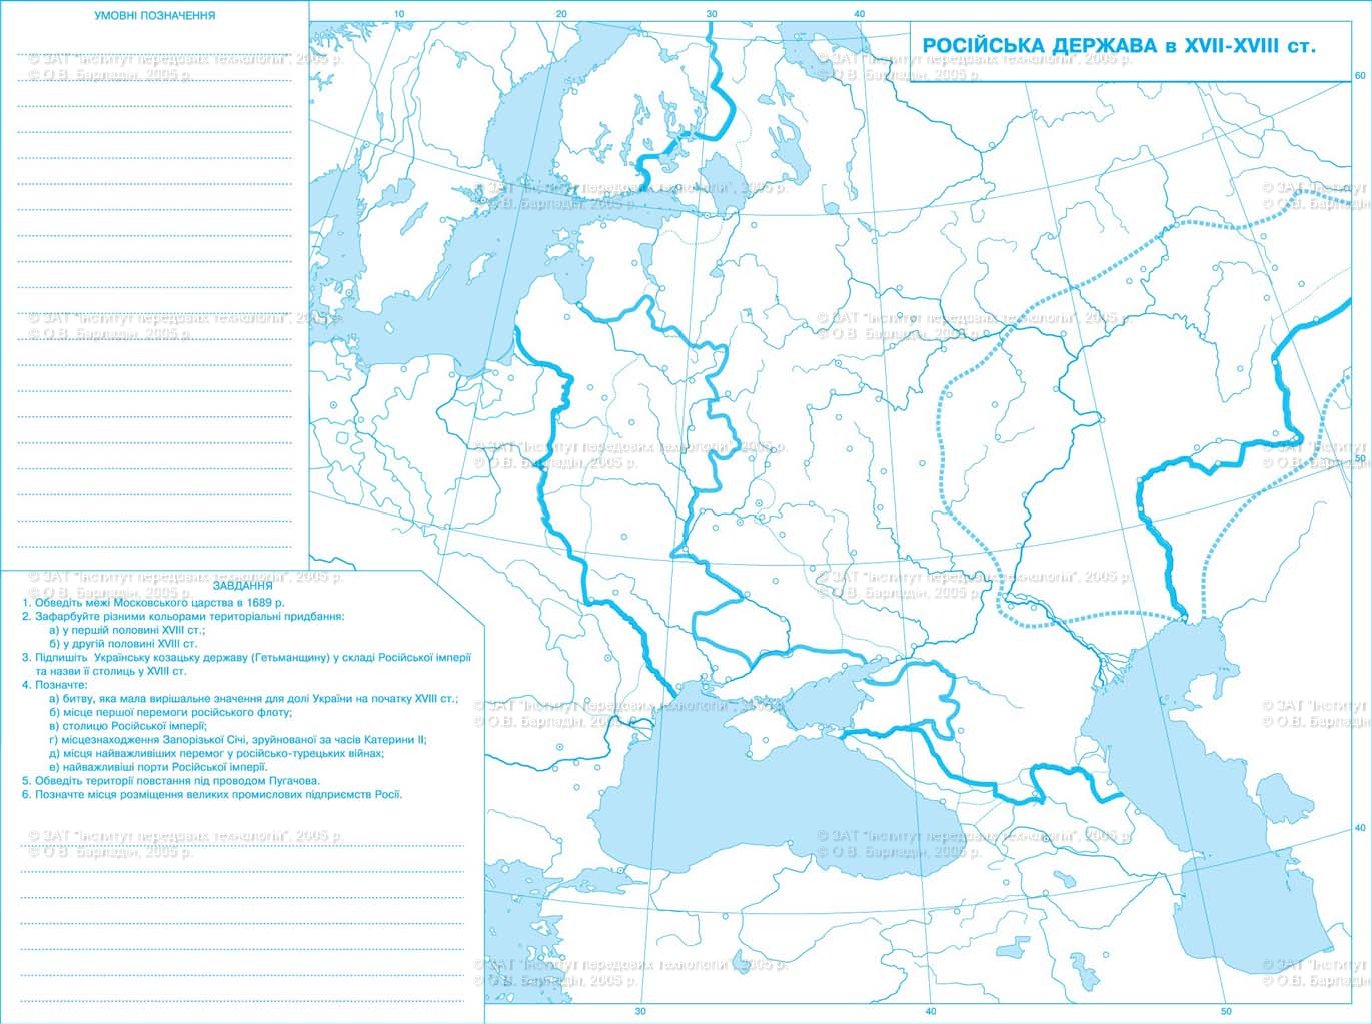 УМОВНІ ПОЗНАЧЕННЯ
10
20
30
40
РОСІЙСЬКА ДЕРЖАВА в XVII-XVIII ст.
60
50
40
30
40
50
ЗАВДАННЯ
1. Обведіть межі Московського царства в 1689 р.
2. Зафарбуйте різними кольорами територіальні придбання:
а) у першій половині XVIII ст.;
б) у другій половині XVIII ст.
3. Підпишіть Українську козацьку державу (Гетьманщину) у складі Російської імперії
та назви її столиць у XVIII ст.
4. Позначте:
а) битву, яка мала вирішальне значення для долі України на початку XVIII ст.;
б) місце першої перемоги російського флоту;
в) столицю Російської імперії;
г) місцезнаходження Запорізької Січі, зруйнованої за часів Катерини II;
д) місця найважливіших перемог у російсько-турецьких війнах;
е) найважливіші порти Російської імперії.
5. Обведіть території повстання під проводом Пугачова.
6. Позначте місця розміщення великих промислових підприємств Росії.
© ЗАТ "Інститут передових технологій", 2005 р.
© О.В. Барладін, 2005 р.